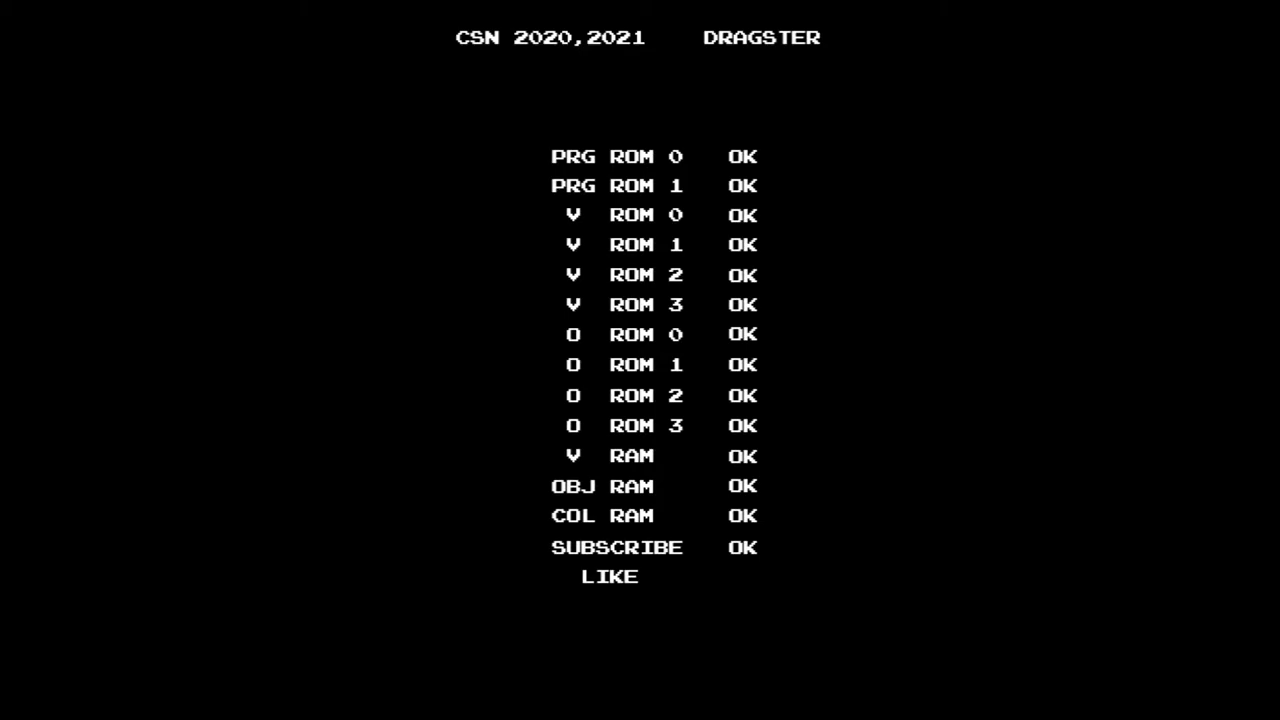 CSN 2020,2021 DRAGSTER
PRG ROM 0 OK
PRG ROM 1 OK
V ROM 0 OK
V ROM 1 OK
V ROM 2 OK
V ROM 3 OK
O ROM 0 OK
O ROM 1 OK
O ROM 2 OK
O ROM 3 OK
V RAM OK
OBJ RAM OK
COL RAM OK
SUBSCRIBE OK
LIKE